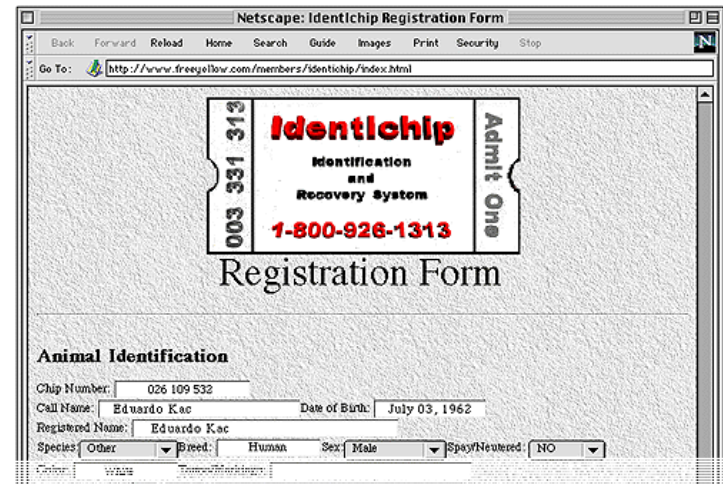 Netscape: IdentIchip Registration Form
Back Forward Reload Home Search Guide Images Print Security Stop
N
Go To: http://www.freeyellow.com/members/identichip/index.html
003 331 313
IdentIchip
Identification
and
Recovery System
1-800-926-1313
Admit One
Registration Form
Animal Identification
Chip Number: 026 109 532
Call Name: Eduardo Kac Date of Birth: July 03, 1962
Registered Name: Eduardo Kac
Species: Other Breed: Human Sex: Male Spay/Neutered: NO